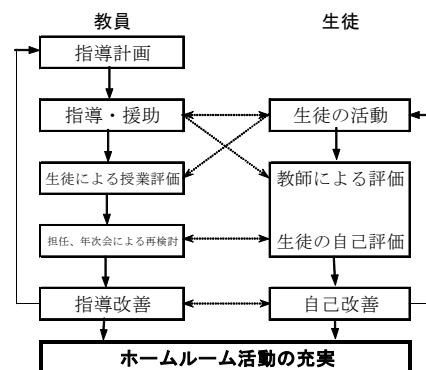 教員
生徒
指導計画
指導・援助
生徒の活動
生徒による授業評価
教師による評価
担任、年次会による再検討
生徒の自己評価
指導改善
自己改善
ホームルーム活動の充実